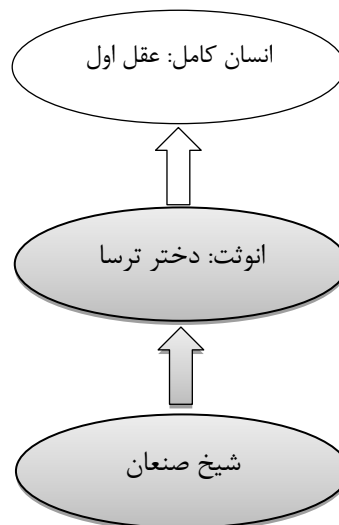 انسان کامل: عقل اول
انوثت: دختر ترسا
شیخ صنعان